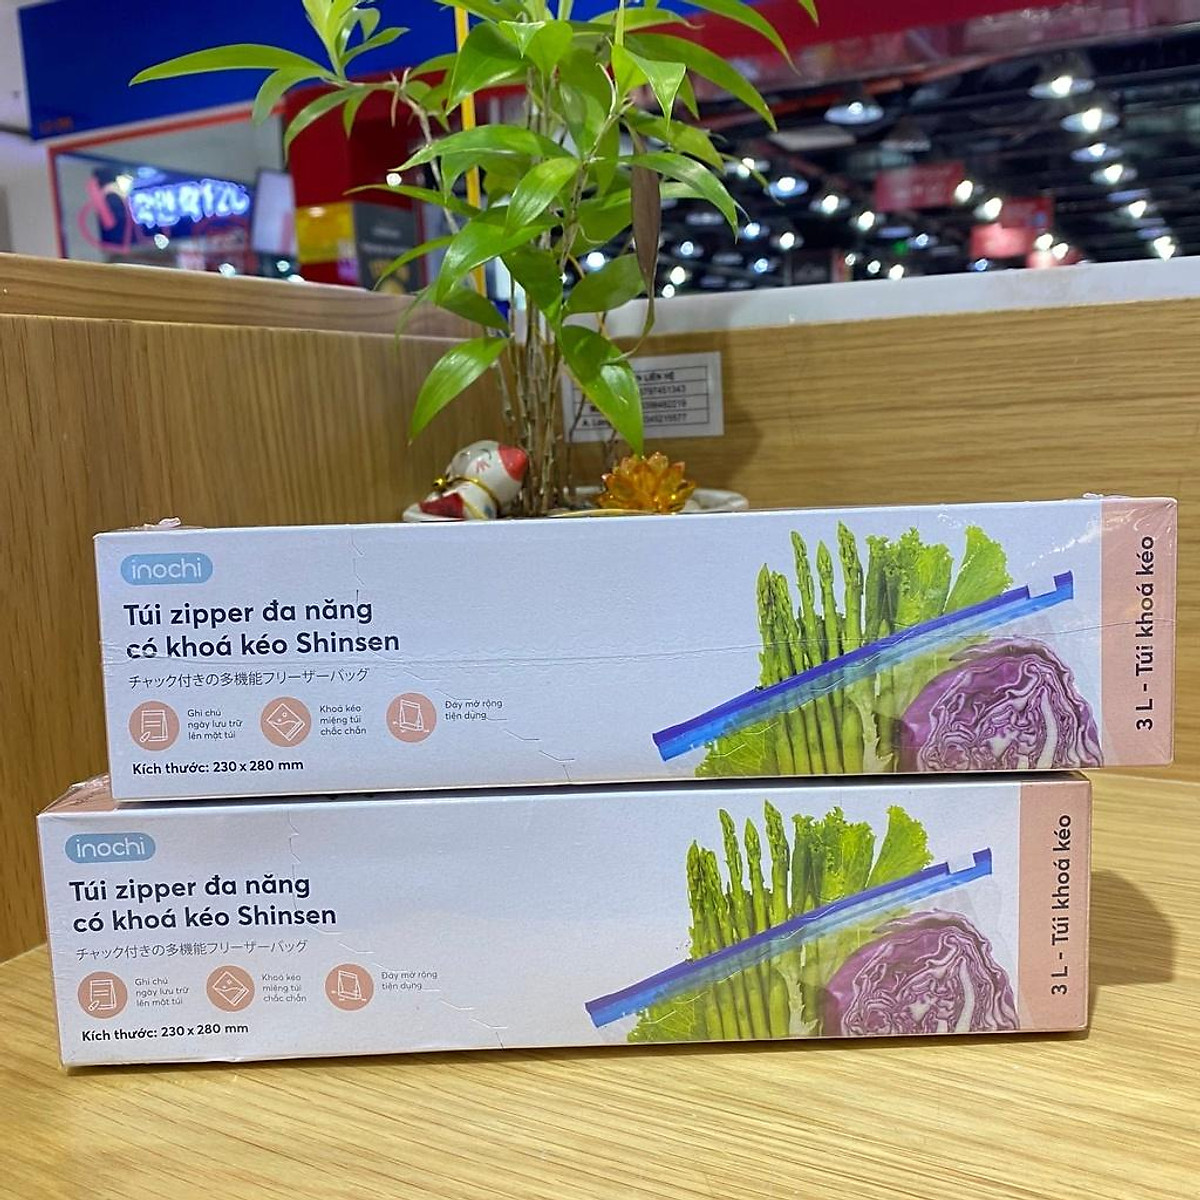 N LIÊN HỆ
inochi
Túi zipper đa năng
có khoá kéo Shinsen
チャック付きの多機能フリーザーバッグ
Ghi chú
ngày lưu trữ
lên mặt túi
Khoá kéo
miệng túi
chắc chắn
Đáy mở rộng
tiện dụng
Kích thước: 230 x 280 mm
3 L - Túi khoá kéo
inochi
Túi zipper đa năng
có khoá kéo Shinsen
チャック付きの多機能フリーザーバッグ
Ghi chú
ngày lưu trữ
lên mặt túi
Khoá kéo
miệng túi
chắc chắn
Đáy mở rộng
tiện dụng
Kích thước: 230 x 280 mm
3 L - Túi khoá kéo